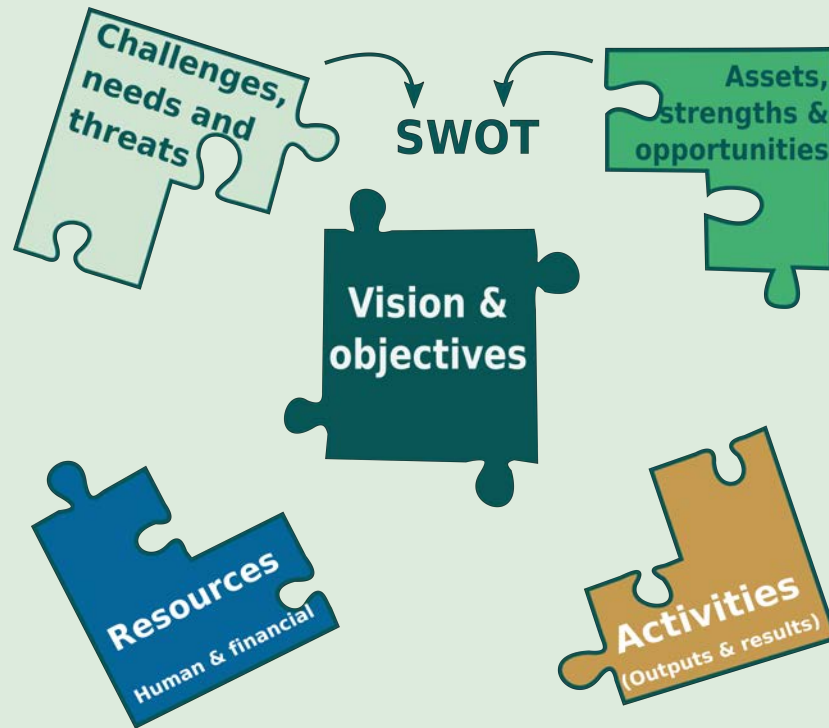 Challenges,
needs and
threats
SWOT
Assets,
strengths &
opportunities
Vision &
objectives
Resources
Human & financial
Activities
(Outputs & results)